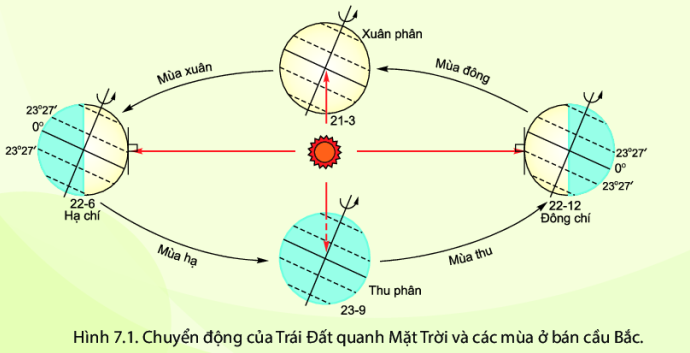 Xuân phân
21-3
Mùa xuân
Mùa đông
23°27'
0°
23°27'
22-6
Hạ chí
23°27'
0°
23°27'
22-12
Đông chí
Mùa hạ
Mùa thu
Thu phân
23-9
Hình 7.1. Chuyển động của Trái Đất quanh Mặt Trời và các mùa ở bán cầu Bắc.